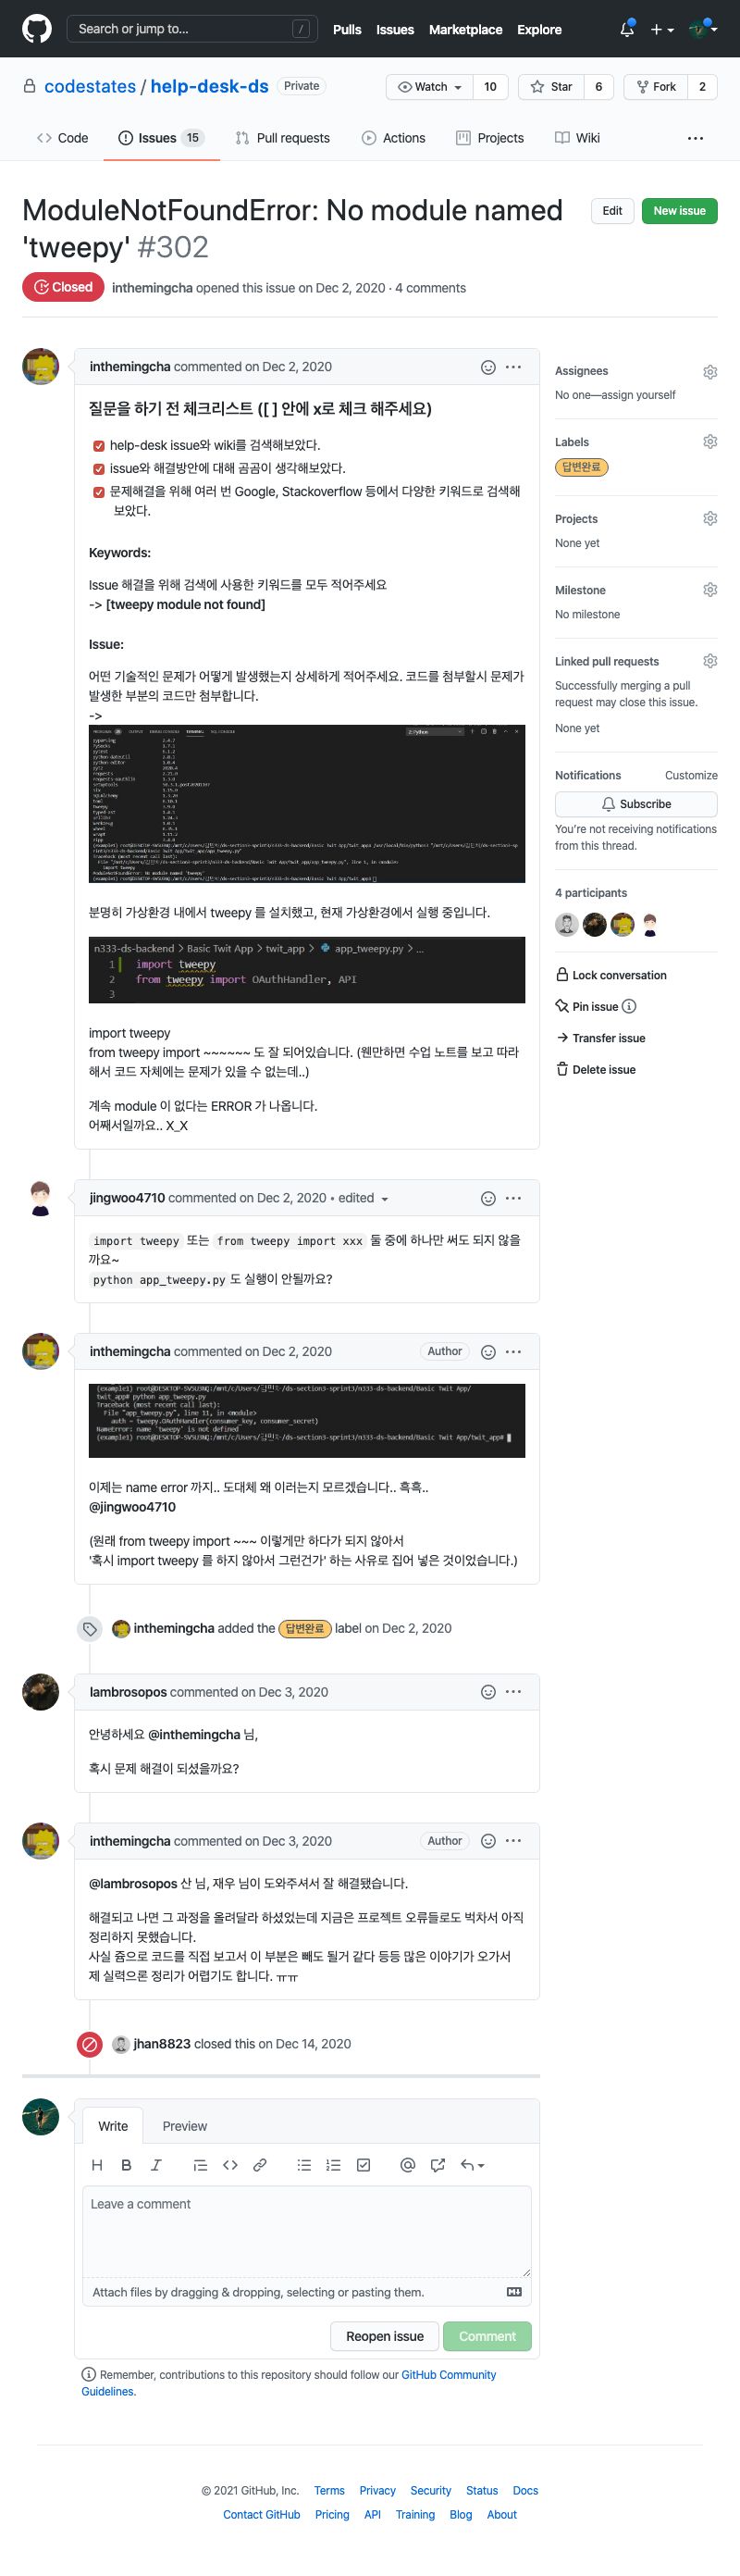 Search or jump to...
/
Pulls
Issues
Marketplace
Explore
codestates / help-desk-ds
Private
Watch
10
Star
6
Fork
2
Code
Issues 15
Pull requests
Actions
Projects
Wiki
ModuleNotFoundError: No module named
'tweepy' #302
Edit
New issue
Closed
inthemingcha opened this issue on Dec 2, 2020 · 4 comments
inthemingcha commented on Dec 2, 2020
질문을 하기 전 체크리스트 ([ ] 안에 x로 체크 해주세요)
help-desk issue와 wiki를 검색해보았다.
issue와 해결방안에 대해 곰곰이 생각해보았다.
문제해결을 위해 여러 번 Google, Stackoverflow 등에서 다양한 키워드로 검색해
보았다.
Keywords:
Issue 해결을 위해 검색에 사용한 키워드를 모두 적어주세요
-> [tweepy module not found]
Issue:
어떤 기술적인 문제가 어떻게 발생했는지 상세하게 적어주세요. 코드를 첨부할시 문제가
발생한 부분의 코드만 첨부합니다.
->
분명히 가상환경 내에서 tweepy 를 설치했고, 현재 가상환경에서 실행 중입니다.
n333-ds-backend > Basic Twit App > twit_app > app_tweepy.py > ...
1 import tweepy
2 from tweepy import OAuthHandler, API
3
import tweepy
from tweepy import ~~~~~~ 도 잘 되어있습니다. (웬만하면 수업 노트를 보고 따라
해서 코드 자체에는 문제가 있을 수 없는데..)
계속 module 이 없다는 ERROR 가 나옵니다.
어째서일까요.. X_X
Assignees
No one—assign yourself
Labels
답변완료
Projects
None yet
Milestone
No milestone
Linked pull requests
Successfully merging a pull
request may close this issue.
None yet
Notifications
Customize
Subscribe
You're not receiving notifications
from this thread.
4 participants
Lock conversation
Pin issue
Transfer issue
Delete issue
jingwoo4710 commented on Dec 2, 2020 • edited
import tweepy 또는 from tweepy import xxx 둘 중에 하나만 써도 되지 않을
까요~
python app_tweepy.py 도 실행이 안될까요?
inthemingcha commented on Dec 2, 2020
Author
twit_app# python app_tweepy.py
Traceback (most recent call last):
File "app_tweepy.py", line 11, in <module>
auth = tweepy.OAuthHandler(consumer_key, consumer_secret)
NameError: name 'tweepy' is not defined
이제는 name error 까지.. 도대체 왜 이러는지 모르겠습니다.. 흑흑..
@jingwoo4710
(원래 from tweepy import ~~~ 이렇게만 하다가 되지 않아서
'혹시 import tweepy 를 하지 않아서 그런건가' 하는 사유로 집어 넣은 것이었습니다.)
inthemingcha added the 답변완료 label on Dec 2, 2020
lambrosopos commented on Dec 3, 2020
안녕하세요 @inthemingcha 님,
혹시 문제 해결이 되셨을까요?
inthemingcha commented on Dec 3, 2020
Author
@lambrosopos 산 님, 재우 님이 도와주셔서 잘 해결됐습니다.
해결되고 나면 그 과정을 올려달라 하셨었는데 지금은 프로젝트 오류들로도 벅차서 아직
정리하지 못했습니다.
사실 줌으로 코드를 직접 보고서 이 부분은 빼도 될거 같다 등등 많은 이야기가 오가서
제 실력으론 정리가 어렵기도 합니다. ㅠㅠ
jhan8823 closed this on Dec 14, 2020
Write
Preview
Leave a comment
Attach files by dragging & dropping, selecting or pasting them.
Reopen issue
Comment
Remember, contributions to this repository should follow our GitHub Community
Guidelines.
© 2021 GitHub, Inc.
Terms
Privacy
Security
Status
Docs
Contact GitHub
Pricing
API
Training
Blog
About